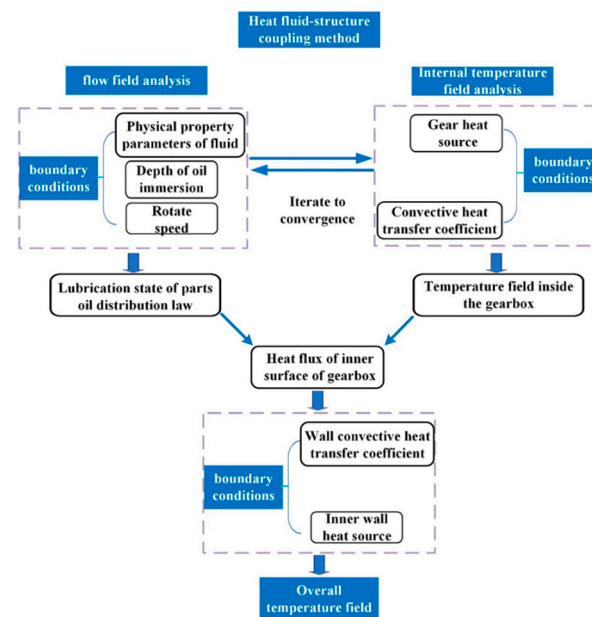 Heat fluid-structure
coupling method
flow field analysis
Internal temperature
field analysis
Physical property
parameters of fluid
boundary
conditions
Depth of oil
immersion
Rotate
speed
Iterate to
convergence
Gear heat
source
boundary
conditions
Convective heat
transfer coefficient
Lubrication state of parts
oil distribution law
Temperature field inside
the gearbox
Heat flux of inner
surface of gearbox
Wall convective heat
transfer coefficient
boundary
conditions
Inner wall
heat source
Overall
temperature field